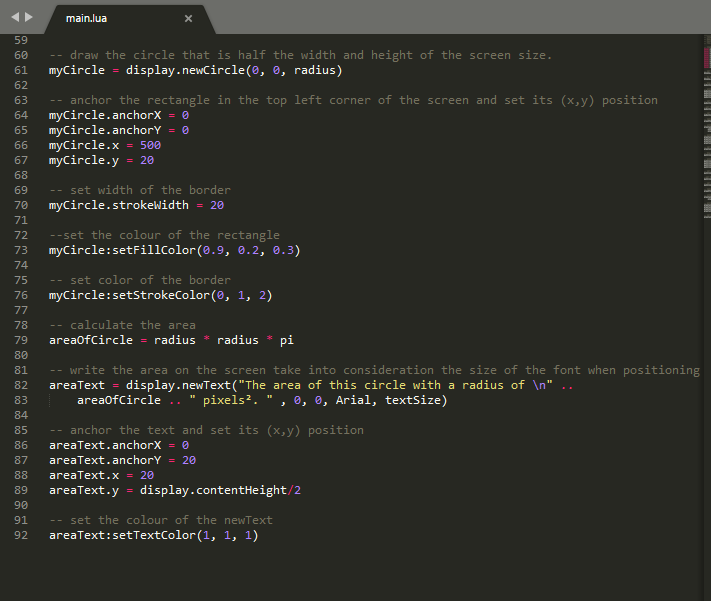 main.lua ×
59
60 -- draw the circle that is half the width and height of the screen size.
61 myCircle = display.newCircle(0, 0, radius)
62
63 -- anchor the rectangle in the top left corner of the screen and set its (x,y) position
64 myCircle.anchorX = 0
65 myCircle.anchorY = 0
66 myCircle.x = 500
67 myCircle.y = 20
68
69 -- set width of the border
70 myCircle.strokeWidth = 20
71
72 --set the colour of the rectangle
73 myCircle:setFillColor(0.9, 0.2, 0.3)
74
75 -- set color of the border
76 myCircle:setStrokeColor(0, 1, 2)
77
78 -- calculate the area
79 areaOfCircle = radius * radius * pi
80
81 -- write the area on the screen take into consideration the size of the font when positioning
82 areaText = display.newText("The area of this circle with a radius of \n" ..
83 areaOfCircle .. " pixels². " , 0, 0, Arial, textSize)
84
85 -- anchor the text and set its (x,y) position
86 areaText.anchorX = 0
87 areaText.anchorY = 20
88 areaText.x = 20
89 areaText.y = display.contentHeight/2
90
91 -- set the colour of the newText
92 areaText:setTextColor(1, 1, 1)